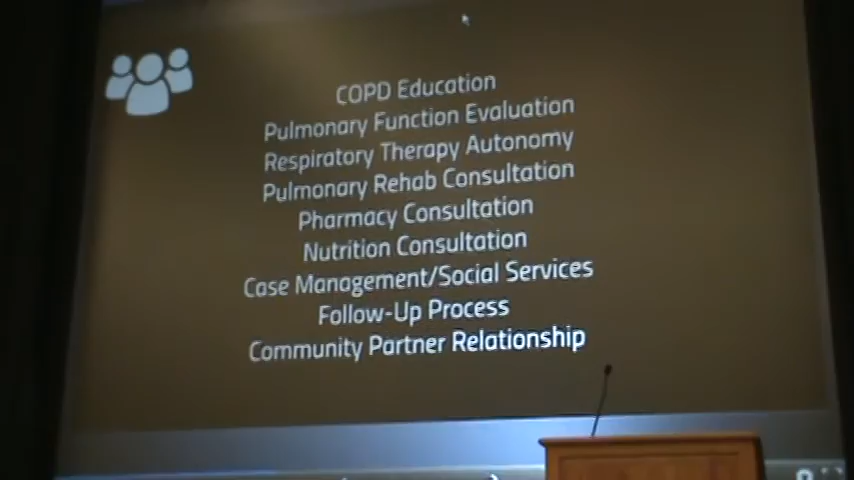 COPD Education
Pulmonary Function Evaluation
Respiratory Therapy Autonomy
Pulmonary Rehab Consultation
Pharmacy Consultation
Nutrition Consultation
Case Management/Social Services
Follow-Up Process
Community Partner Relationship